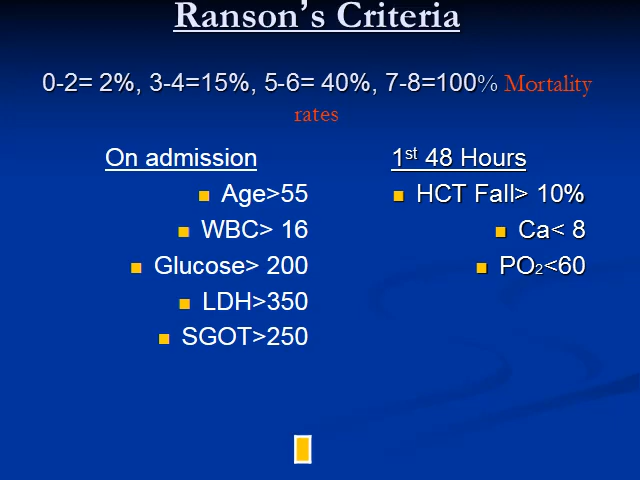 Ranson’s Criteria
0-2= 2%, 3-4=15%, 5-6= 40%, 7-8=100% Mortality
rates
On admission
Age>55
WBC> 16
Glucose> 200
LDH>350
SGOT>250
1st 48 Hours
HCT Fall> 10%
Ca< 8
PO2<60